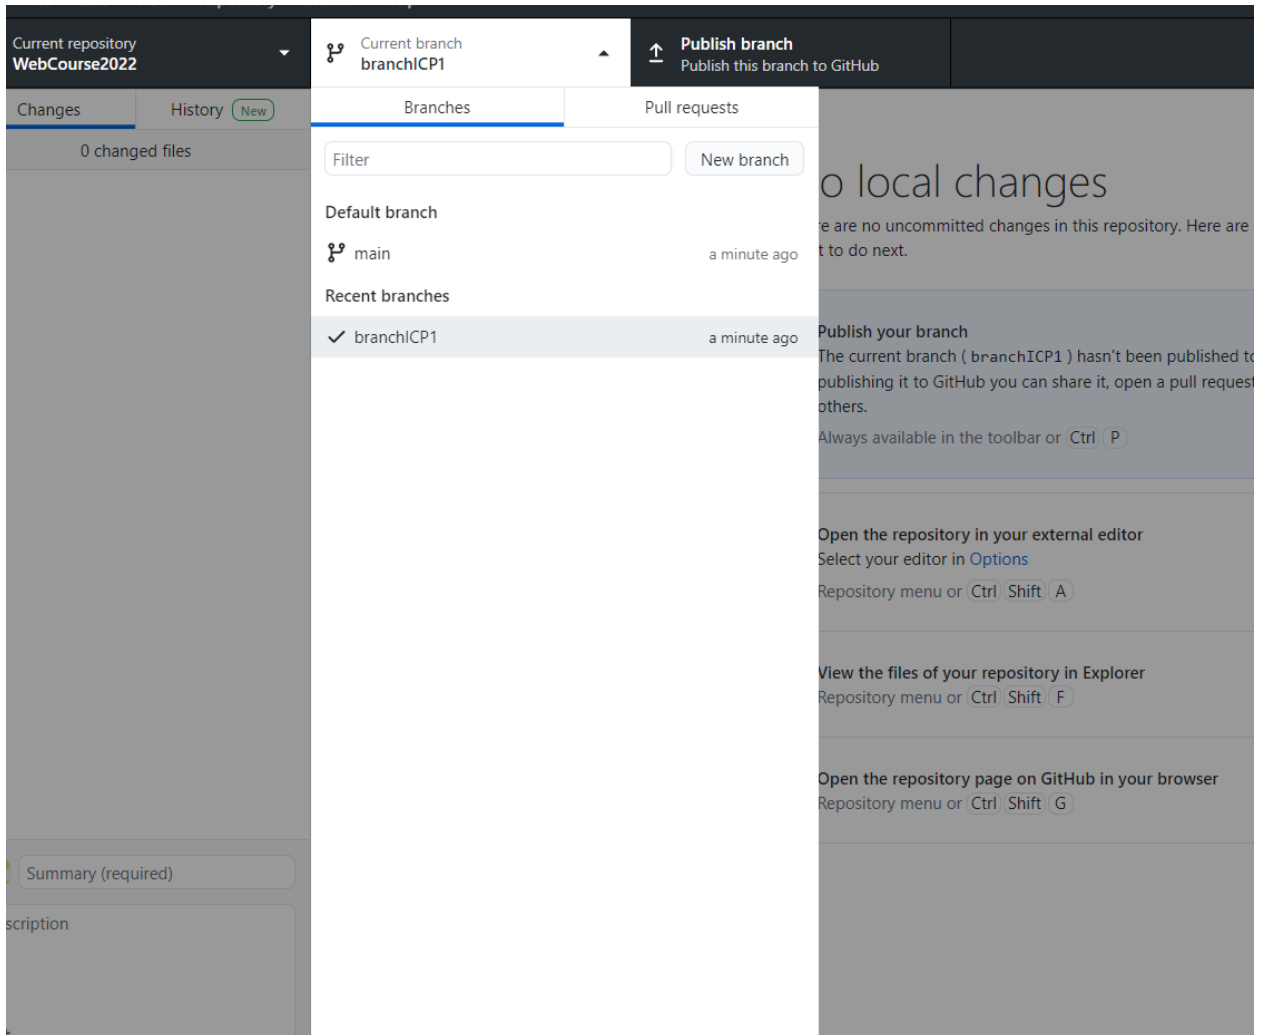 Current repository
WebCourse2022
Current branch
branchICP1
Publish branch
Publish this branch to GitHub
Changes
History New
0 changed files
Branches
Pull requests
Filter
New branch
Default branch
main
a minute ago
Recent branches
branchICP1
a minute ago
o local changes
re are no uncommitted changes in this repository. Here are
t to do next.
Publish your branch
The current branch ( branchICP1 ) hasn't been published to
publishing it to GitHub you can share it, open a pull request
others.
Always available in the toolbar or Ctrl P
Open the repository in your external editor
Select your editor in Options
Repository menu or Ctrl Shift A
View the files of your repository in Explorer
Repository menu or Ctrl Shift F
Open the repository page on GitHub in your browser
Repository menu or Ctrl Shift G
Summary (required)
scription